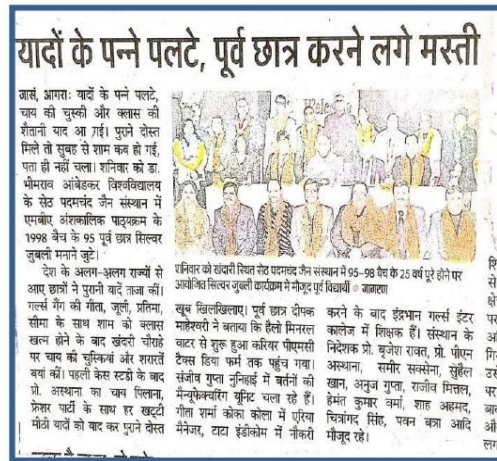 यादों के पन्ने पलटे, पूर्व छात्र करने लगे मस्ती
जासं, आगराः यादों के पन्ने पलटे,
चाय की चुस्की और क्लास की
शैतानी याद आ गई। पुराने दोस्त
मिले तो सुबह से शाम कब हो गई,
पता ही नहीं चला। शनिवार को डा.
भीमराव आंबेडकर विश्वविद्यालय
के सेठ पदमचंद जैन संस्थान में
एमबीए अंशकालिक पाठ्यक्रम के
1998 बैच के 95 पूर्व छात्र सिल्वर
जुबली मनाने जुटे।
देश के अलग-अलग राज्यों से
आए छात्रों ने पुरानी यादें ताजा कीं।
गर्ल्स गैंग की गीता, जूली, प्रतिमा,
सीमा के साथ शाम को क्लास
खत्म होने के बाद खंदारी चौराहे
पर चाय की चुस्कियां और शरारतें
बयां कीं। पहली केस स्टडी के बाद
प्रो. अस्थाना का चाय पिलाना,
फ्रेशर पार्टी के साथ हर खट्टी
मीठी यादों को याद कर पुराने दोस्त
शनिवार को खंदारी स्थित सेठ पदमचंद जैन संस्थान में 95-98 बैच के 25 वर्ष पूरे होने पर
आयोजित सिल्वर जुबली कार्यक्रम में मौजूद पूर्व विद्यार्थी जागरण
खूब खिलखिलाए। पूर्व छात्र दीपक
माहेश्वरी ने बताया कि हैलो मिनरल
वाटर से शुरू हुआ करियर पीएमसी
टैक्स डिया फर्म तक पहुंच गया।
संजीव गुप्ता नुनिहाई में बर्तनों की
मैन्यूफैक्चरिंग यूनिट चला रहे हैं।
गीता शर्मा कोका कोला में एरिया
मैनेजर, टाटा इंडीकोम में नौकरी
करने के बाद इंद्रभान गर्ल्स इंटर
कालेज में शिक्षक हैं। संस्थान के
निदेशक प्रो. बृजेश रावत, प्रो. पीएन
अस्थाना, समीर सक्सेना, सुहैल
खान, अनुज गुप्ता, राजीव मित्तल,
हेमंत कुमार वर्मा, शाह अहमद,
चित्रांगद सिंह, पवन बत्रा आदि
मौजूद रहे।